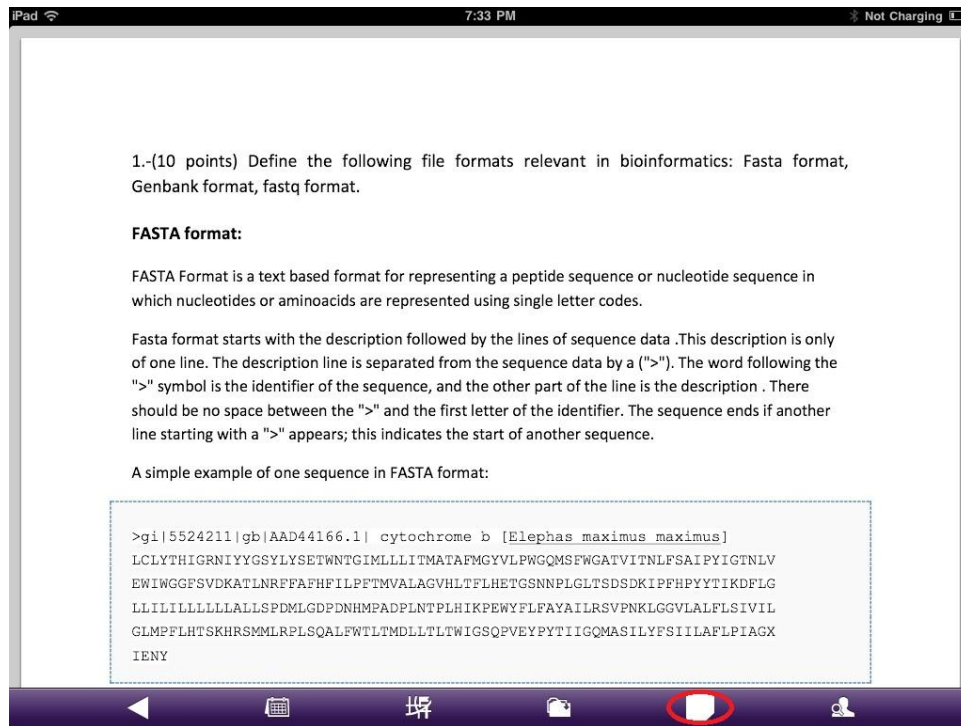 iPad 7:33 PM Not Charging
1.-(10 points) Define the following file formats relevant in bioinformatics: Fasta format,
Genbank format, fastq format.
FASTA format:
FASTA Format is a text based format for representing a peptide sequence or nucleotide sequence in
which nucleotides or aminoacids are represented using single letter codes.
Fasta format starts with the description followed by the lines of sequence data .This description is only
of one line. The description line is separated from the sequence data by a (">"). The word following the
">" symbol is the identifier of the sequence, and the other part of the line is the description . There
should be no space between the ">" and the first letter of the identifier. The sequence ends if another
line starting with a ">" appears; this indicates the start of another sequence.
A simple example of one sequence in FASTA format:
>gi|5524211|gb|AAD44166.1| cytochrome b [Elephas maximus maximus]
LCLYTHIGRNIYYGSYLYSETWNTGIMLLLITMATAFMGYVLPWGQMSFWGATVITNLFSAIPYIGTNLV
EWIWGGFSVDKATLNRFFAFHFILPFTMVALAGVHLTFLHETGSNNPLGLTSDSDKIPFHPYYTIKDFLG
LLILILLLLLLALLSPDMLGDPDNHMPADPLNTPLHIKPEWYFLFAYAILRSVPNKLGGVLALFLSIVIL
GLMPFLHTSKHRSMMLRPLSQALFWTLTMDLLTLTWIGSQPVEYPYTIIGQMASILYFSIILAFLPIAGX
IENY